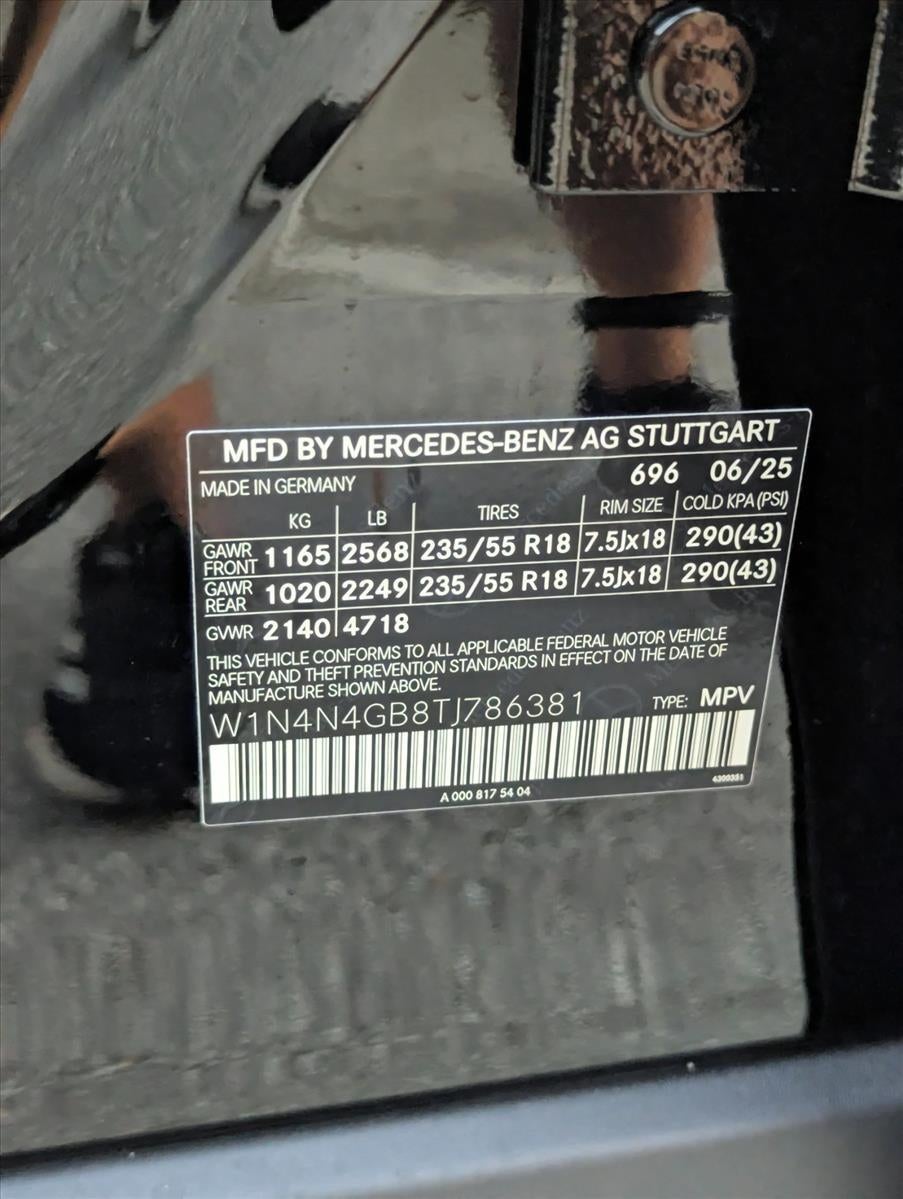 MFD BY MERCEDES-BENZ AG STUTTGART
MADE IN GERMANY 696 06/25
KG LB TIRES RIM SIZE COLD KPA (PSI)
GAWR FRONT 1165 2568 235/55 R18 7.5Jx18 290(43)
GAWR REAR 1020 2249 235/55 R18 7.5Jx18 290(43)
GVWR 2140 4718
THIS VEHICLE CONFORMS TO ALL APPLICABLE FEDERAL MOTOR VEHICLE
SAFETY AND THEFT PREVENTION STANDARDS IN EFFECT ON THE DATE OF
MANUFACTURE SHOWN ABOVE.
W1N4N4GB8TJ786381 TYPE: MPV
A 000 817 54 04